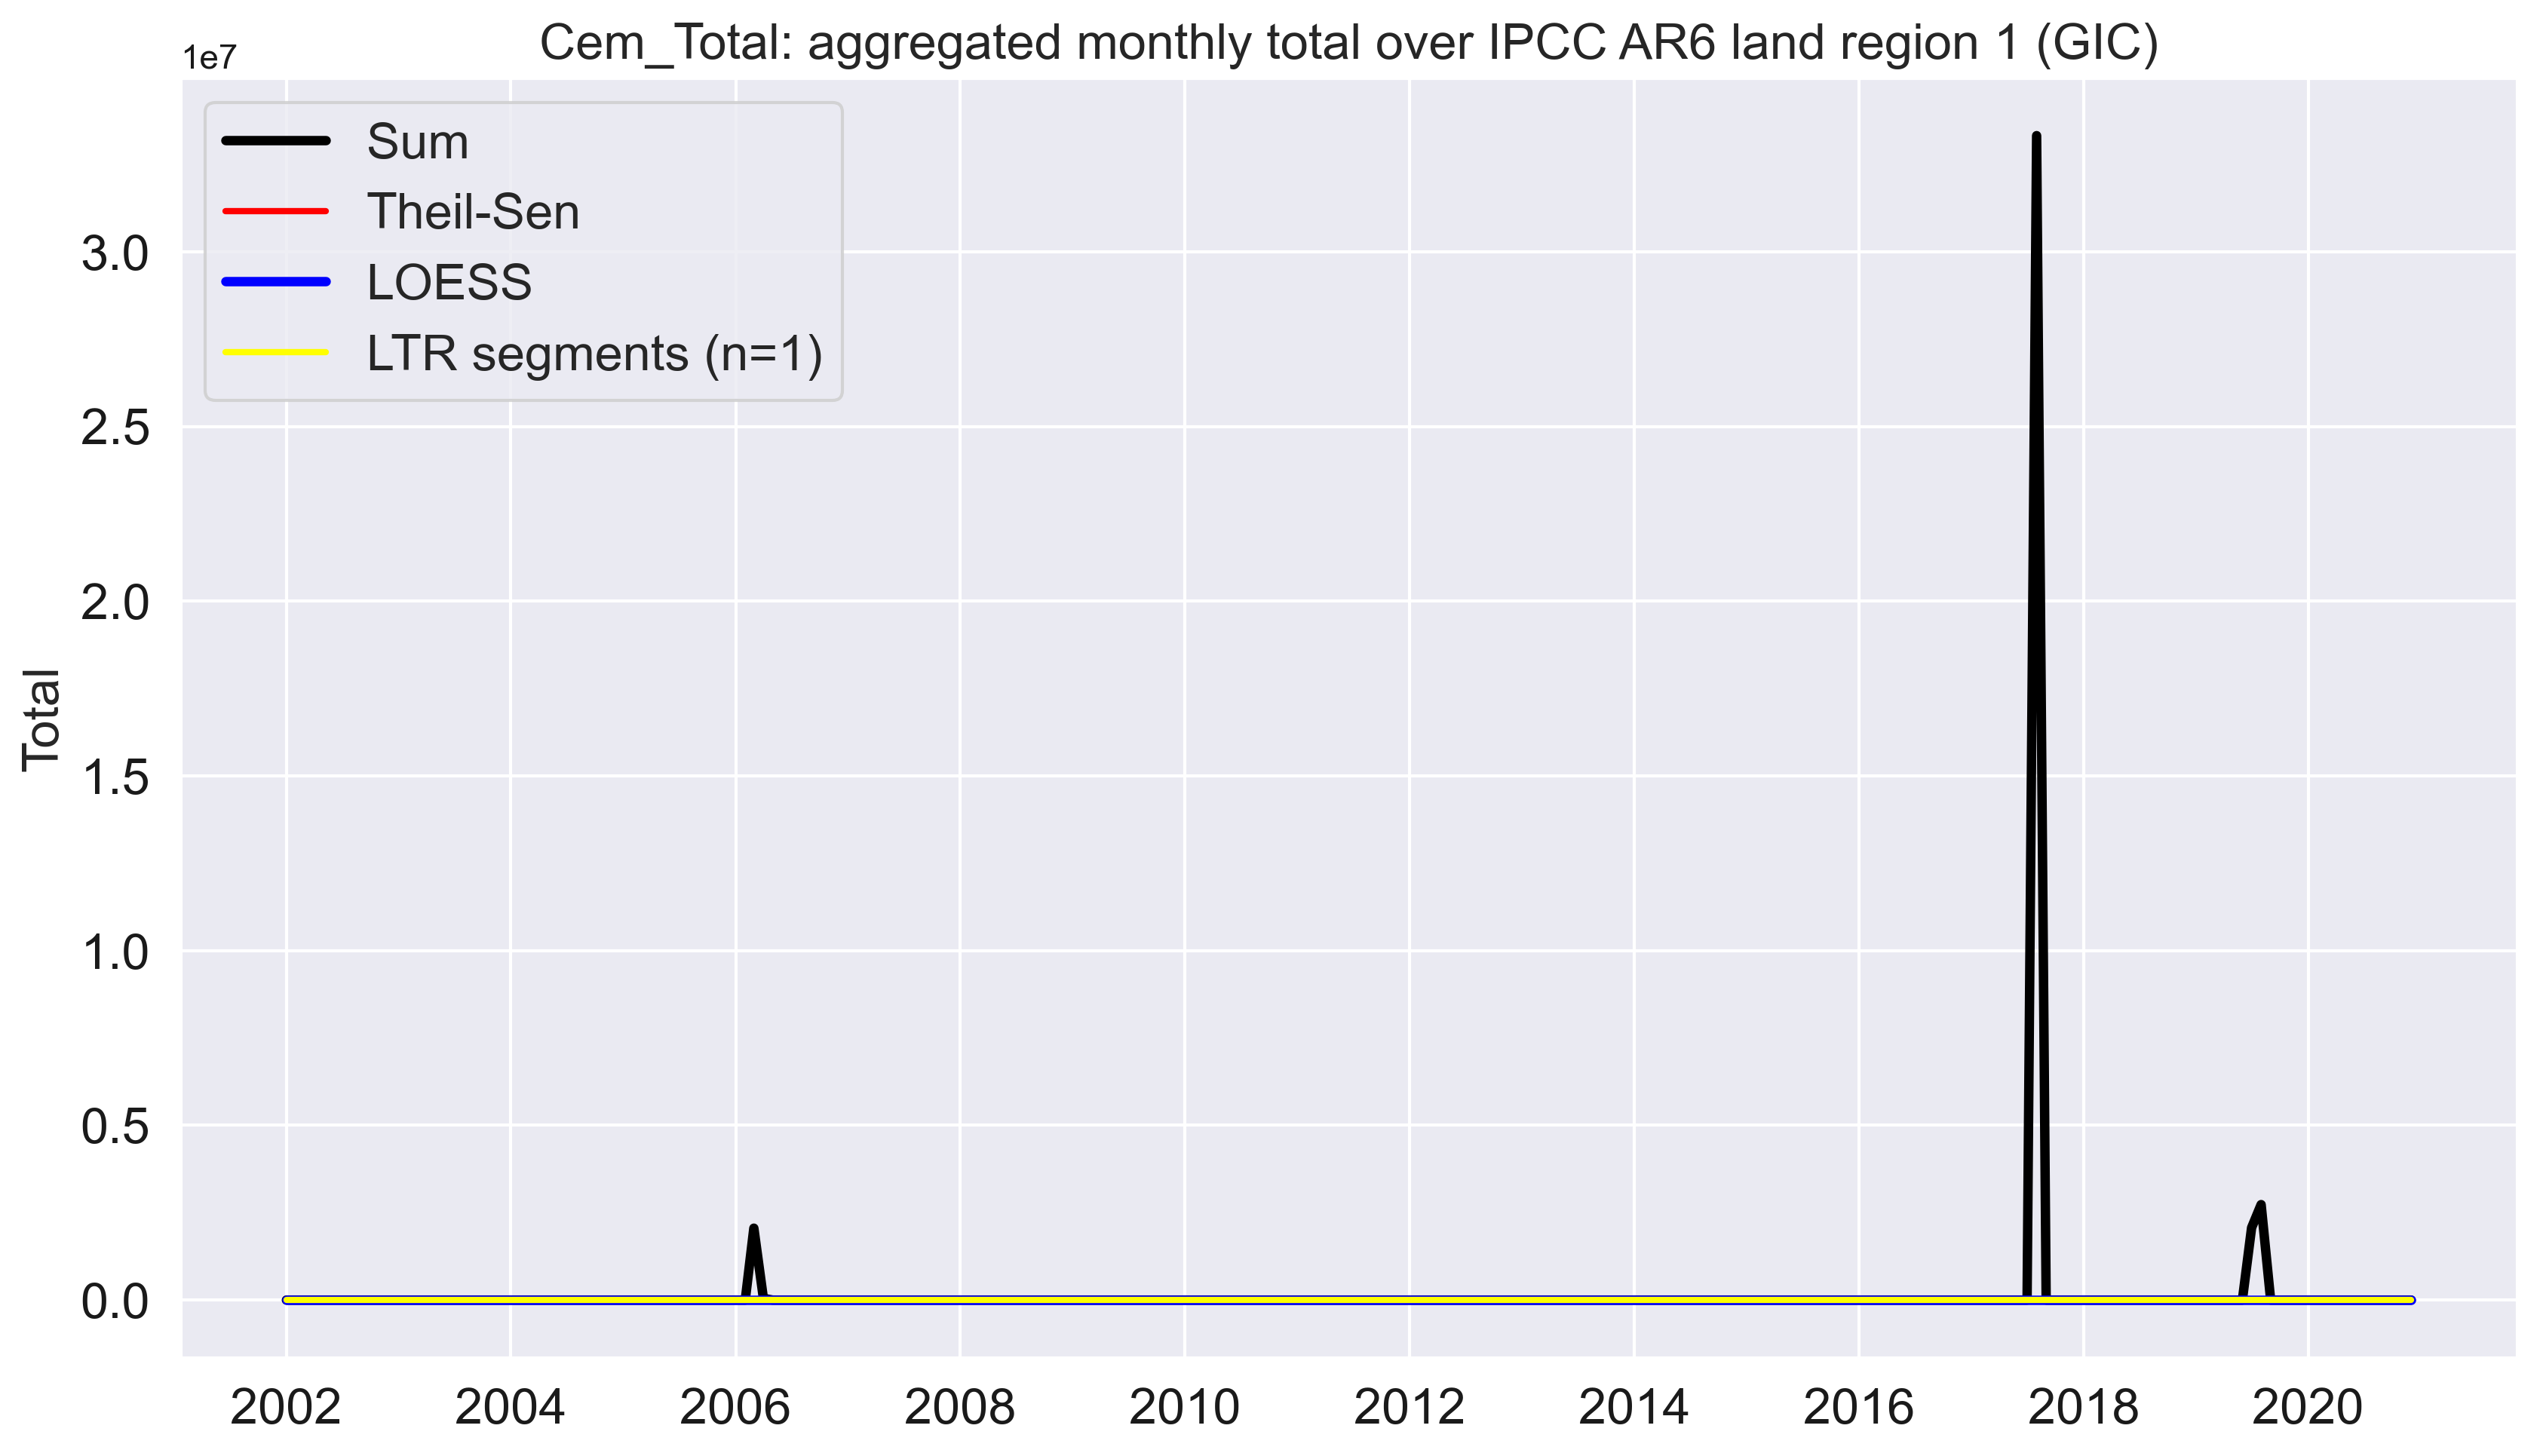 Cem_Total: aggregated monthly total over IPCC AR6 land region 1 (GIC)
1e7
Sum
Theil-Sen
LOESS
LTR segments (n=1)
Total
3.0
2.5
2.0
1.5
1.0
0.5
0.0
2002 2004 2006 2008 2010 2012 2014 2016 2018 2020